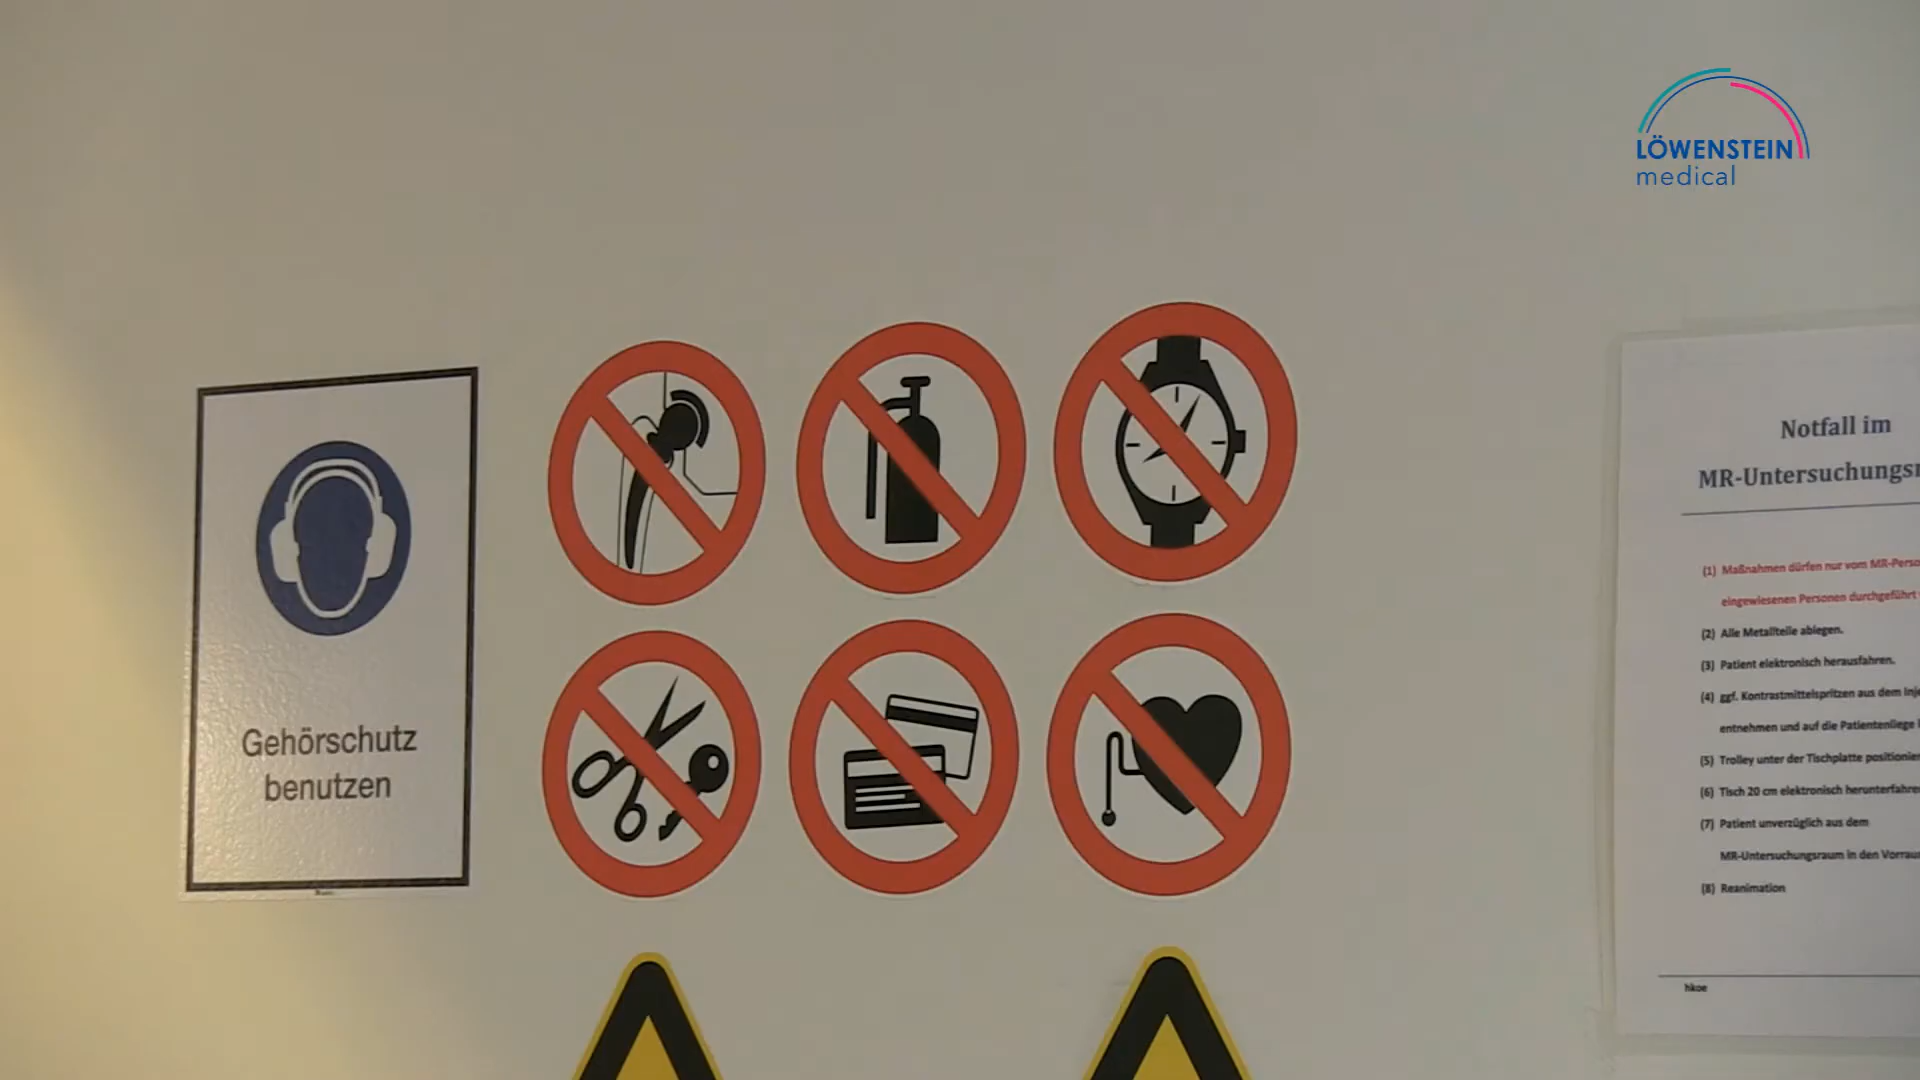 LÖWENSTEIN
medical
Gehörschutz
benutzen
Notfall im
MR-Untersuchungsr
(1) Maßnahmen dürfen nur vom MR-Perso
eingewiesenen Personen durchgeführt
(2) Alle Metallteile ablegen.
(3) Patient elektronisch herausfahren.
(4) ggf. Kontrastmittelspritzen aus dem Inje
entnehmen und auf die Patientenliege
(5) Trolley unter der Tischplatte positionier
(6) Tisch 20 cm elektronisch herunterfahre
(7) Patient unverzüglich aus dem
MR-Untersuchungsraum in den Vorrau
(8) Reanimation
hkoe